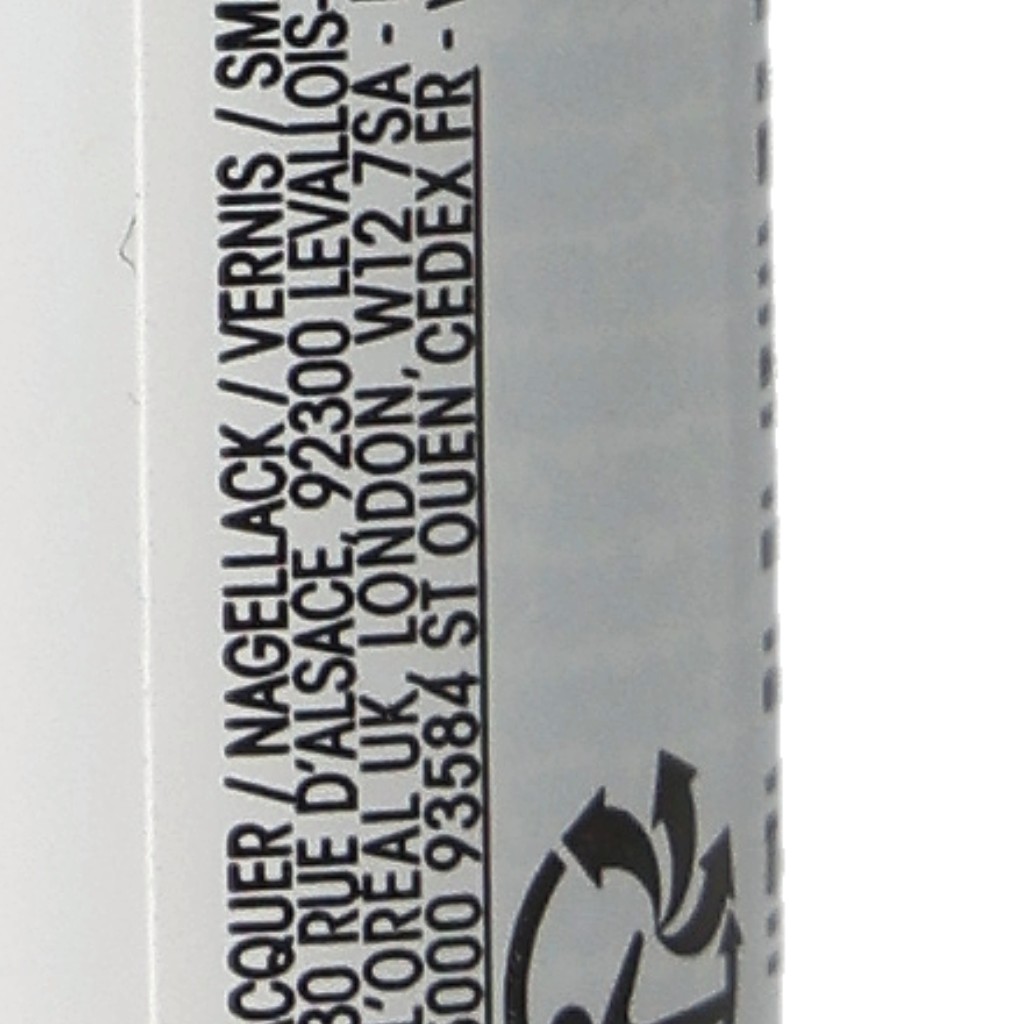 ACQUER / NAGELLACK / VERNIS / SM
30 RUE D'ALSACE, 92300 LEVALLOIS-
L'OREAL UK, LONDON, W12 7SA -
000 93584 ST OUEN CEDEX FR -